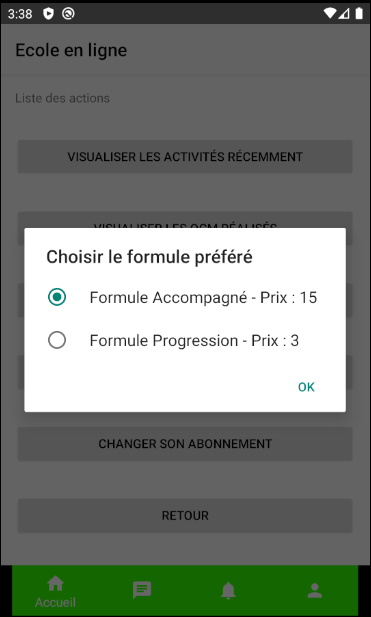 3:38
Ecole en ligne
Liste des actions
VISUALISER LES ACTIVITÉS RÉCEMMENT
VISUALISER LES QCM RÉALISÉS
Choisir le formule préféré
Formule Accompagné - Prix : 15
Formule Progression - Prix : 3
OK
CHANGER SON ABONNEMENT
RETOUR
Accueil